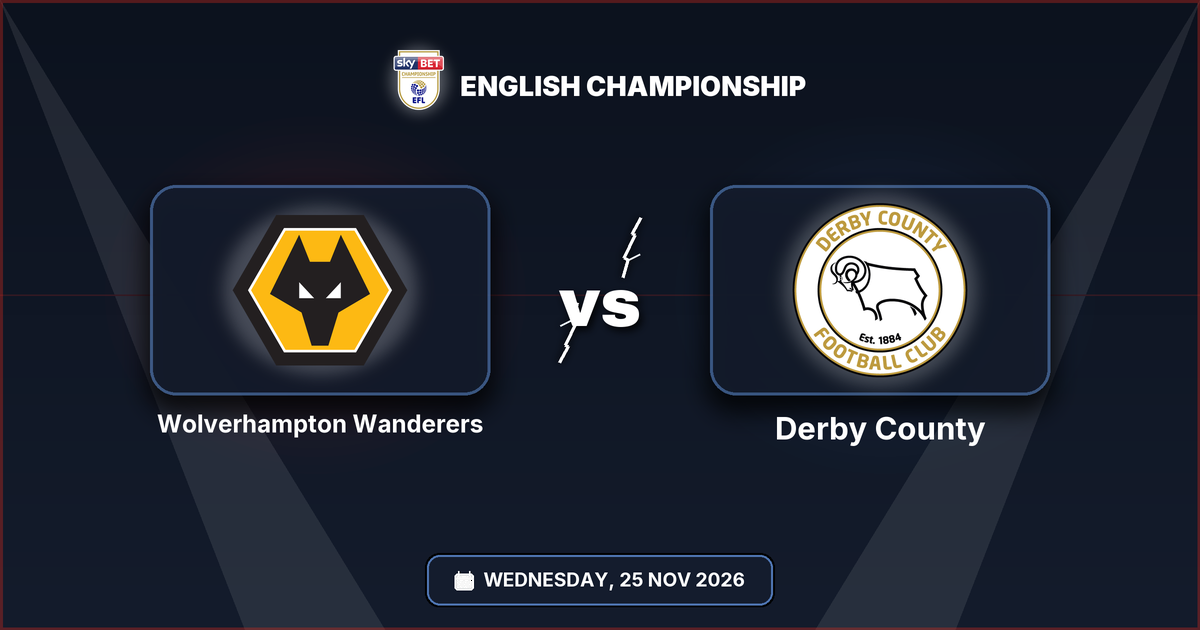 sky BET
CHAMPIONSHIP
EFL
ENGLISH CHAMPIONSHIP
DERBY COUNTY
Est. 1884
FOOTBALL CLUB
vs
Wolverhampton Wanderers
Derby County
WEDNESDAY, 25 NOV 2026